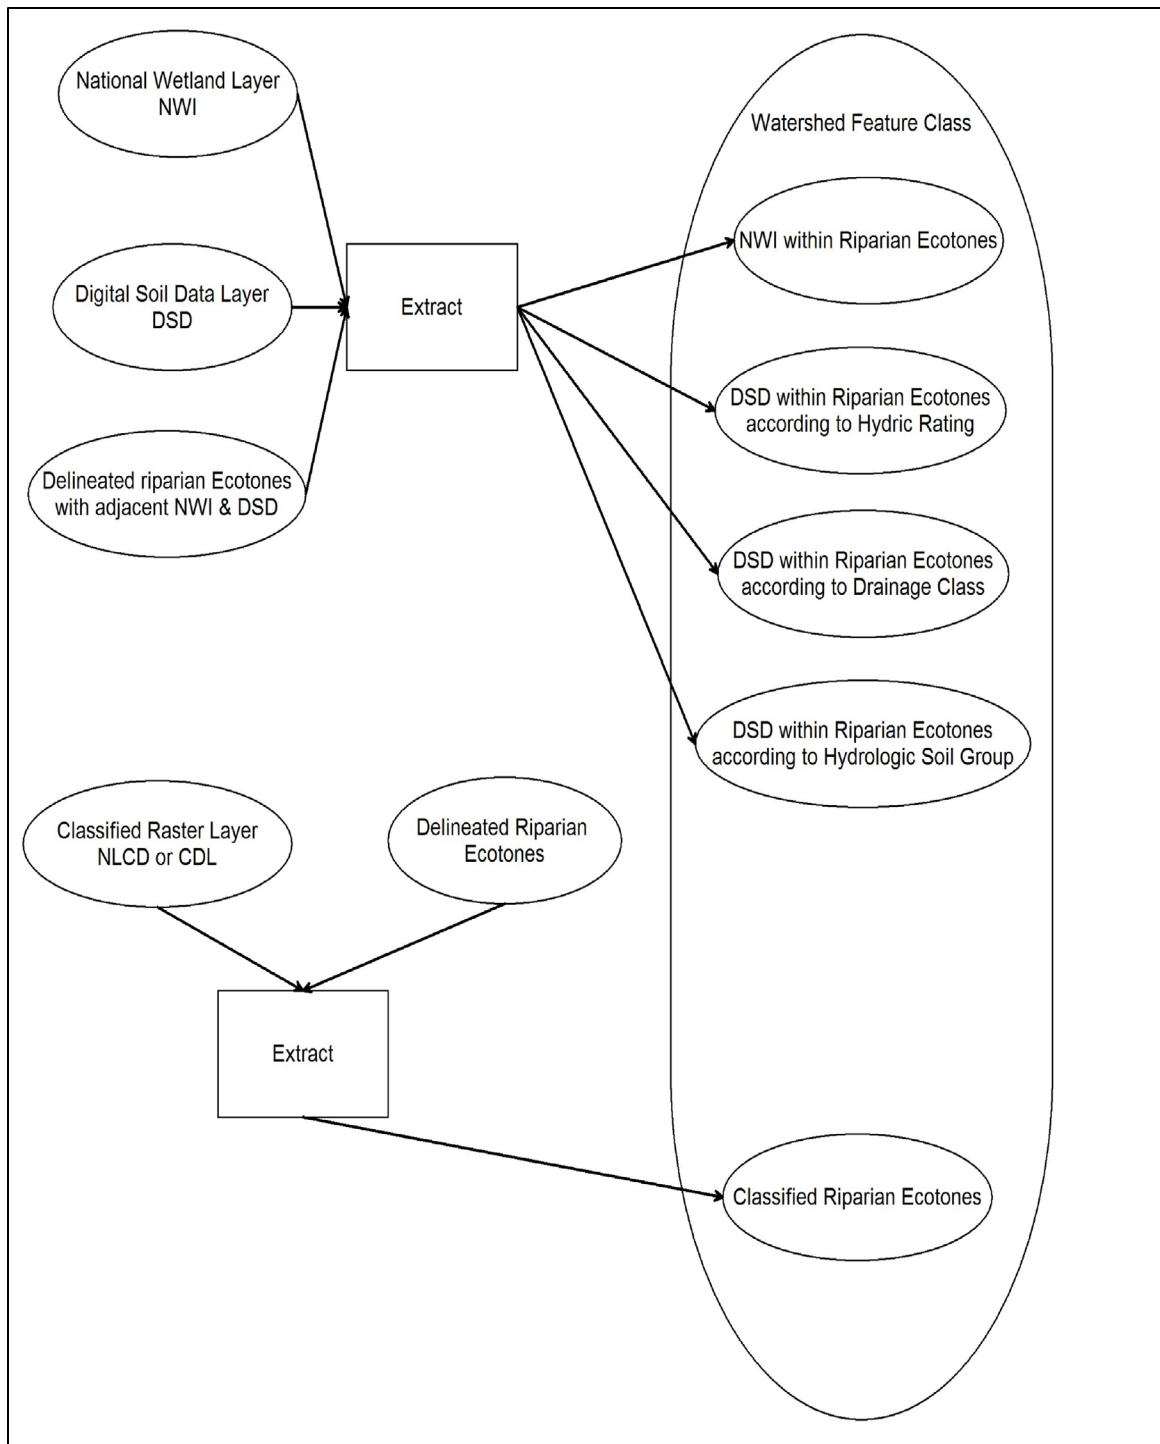 National Wetland Layer
NWI
Digital Soil Data Layer
DSD
Delineated riparian Ecotones
with adjacent NWI & DSD
Extract
Watershed Feature Class
NWI within Riparian Ecotones
DSD within Riparian Ecotones
according to Hydric Rating
DSD within Riparian Ecotones
according to Drainage Class
DSD within Riparian Ecotones
according to Hydrologic Soil Group
Classified Raster Layer
NLCD or CDL
Delineated Riparian
Ecotones
Extract
Classified Riparian Ecotones